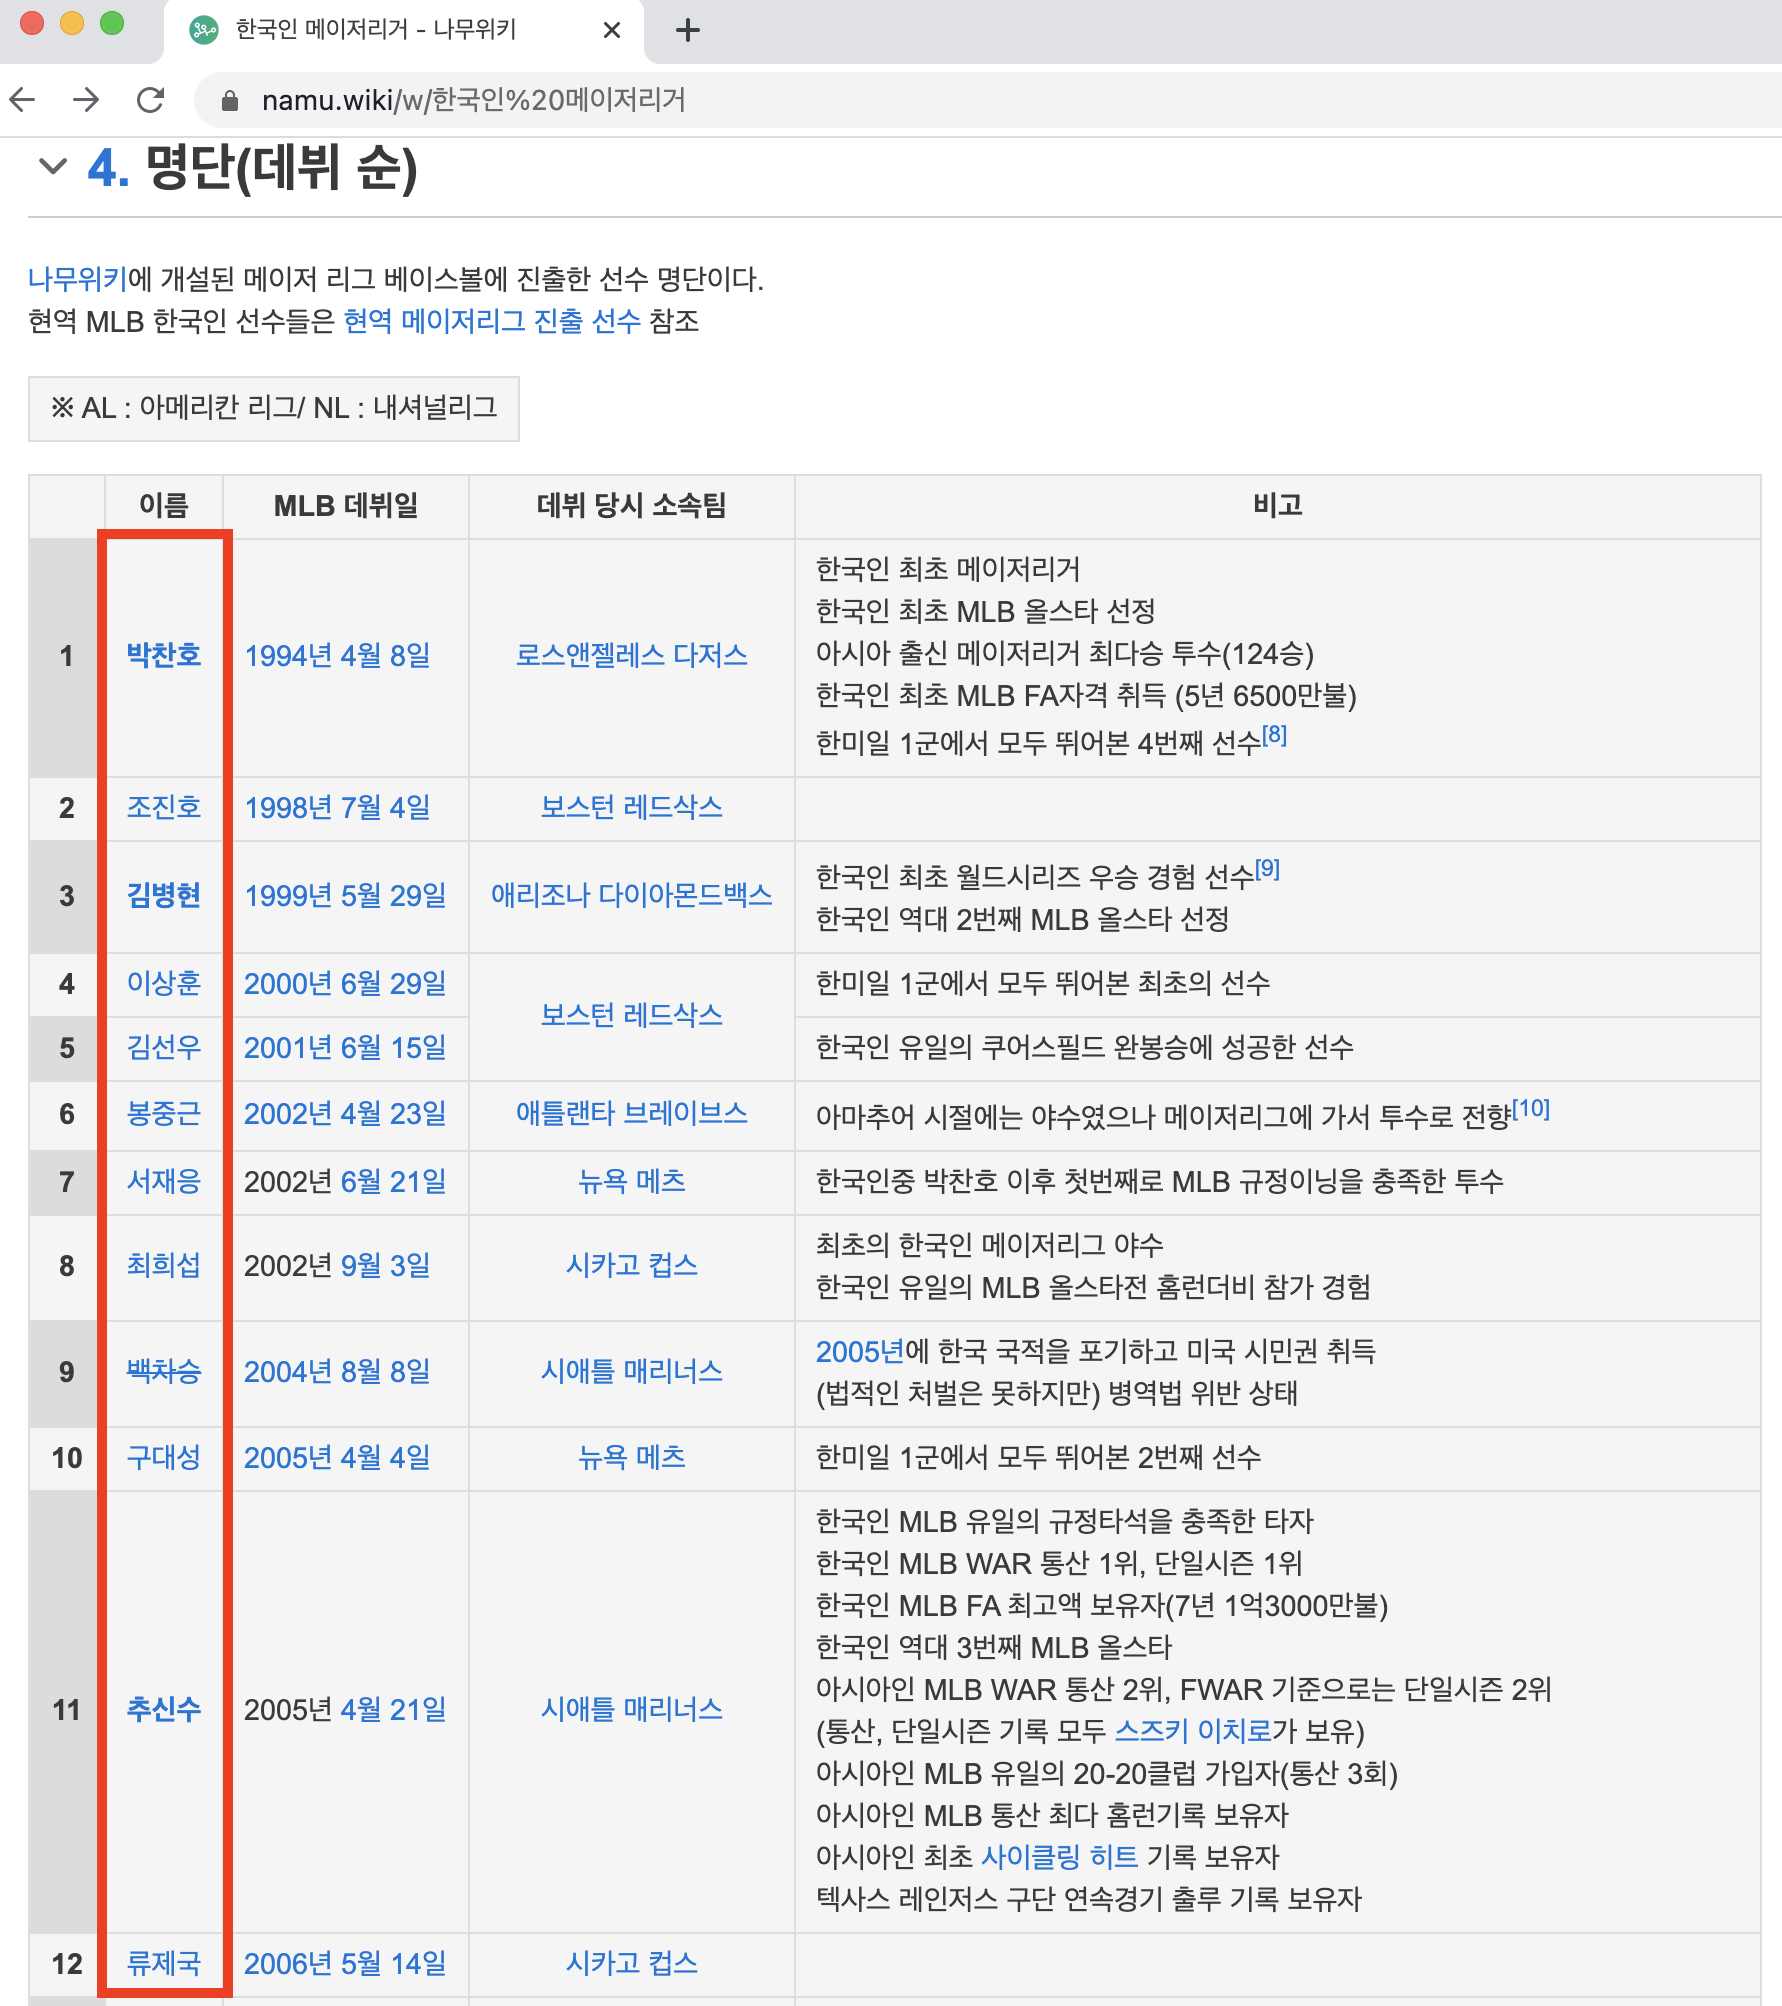 한국인 메이저리거 - 나무위키
namu.wiki/w/한국인%20메이저리거
4. 명단(데뷔 순)
나무위키에 개설된 메이저 리그 베이스볼에 진출한 선수 명단이다.
현역 MLB 한국인 선수들은 현역 메이저리그 진출 선수 참조
※ AL : 아메리칸 리그/ NL : 내셔널리그
이름 MLB 데뷔일 데뷔 당시 소속팀 비고
1 박찬호 1994년 4월 8일 로스앤젤레스 다저스
한국인 최초 메이저리거
한국인 최초 MLB 올스타 선정
아시아 출신 메이저리거 최다승 투수(124승)
한국인 최초 MLB FA자격 취득 (5년 6500만불)
한미일 1군에서 모두 뛰어본 4번째 선수[8]
2 조진호 1998년 7월 4일 보스턴 레드삭스
3 김병현 1999년 5월 29일 애리조나 다이아몬드백스
한국인 최초 월드시리즈 우승 경험 선수[9]
한국인 역대 2번째 MLB 올스타 선정
4 이상훈 2000년 6월 29일 보스턴 레드삭스 한미일 1군에서 모두 뛰어본 최초의 선수
5 김선우 2001년 6월 15일 한국인 유일의 쿠어스필드 완봉승에 성공한 선수
6 봉중근 2002년 4월 23일 애틀랜타 브레이브스 아마추어 시절에는 야수였으나 메이저리그에 가서 투수로 전향[10]
7 서재응 2002년 6월 21일 뉴욕 메츠 한국인중 박찬호 이후 첫번째로 MLB 규정이닝을 충족한 투수
8 최희섭 2002년 9월 3일 시카고 컵스
최초의 한국인 메이저리그 야수
한국인 유일의 MLB 올스타전 홈런더비 참가 경험
9 백차승 2004년 8월 8일 시애틀 매리너스
2005년에 한국 국적을 포기하고 미국 시민권 취득
(법적인 처벌은 못하지만) 병역법 위반 상태
10 구대성 2005년 4월 4일 뉴욕 메츠 한미일 1군에서 모두 뛰어본 2번째 선수
11 추신수 2005년 4월 21일 시애틀 매리너스
한국인 MLB 유일의 규정타석을 충족한 타자
한국인 MLB WAR 통산 1위, 단일시즌 1위
한국인 MLB FA 최고액 보유자(7년 1억3000만불)
한국인 역대 3번째 MLB 올스타
아시아인 MLB WAR 통산 2위, FWAR 기준으로는 단일시즌 2위
(통산, 단일시즌 기록 모두 스즈키 이치로가 보유)
아시아인 MLB 유일의 20-20클럽 가입자(통산 3회)
아시아인 MLB 통산 최다 홈런기록 보유자
아시아인 최초 사이클링 히트 기록 보유자
텍사스 레인저스 구단 연속경기 출루 기록 보유자
12 류제국 2006년 5월 14일 시카고 컵스